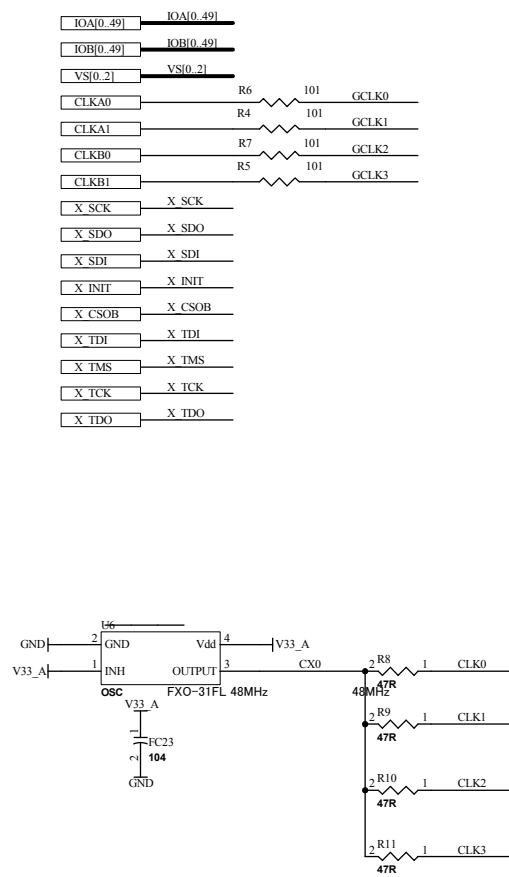 IOA[0..49] IOA[0..49]
IOB[0..49] IOB[0..49]
VS[0..2] VS[0..2]
CLKA0 R6 101 GCLK0
CLKA1 R4 101 GCLK1
CLKB0 R7 101 GCLK2
CLKB1 R5 101 GCLK3
X_SCK X_SCK
X_SDO X_SDO
X_SDI X_SDI
X_INIT X_INIT
X_CSOB X_CSOB
X_TDI X_TDI
X_TMS X_TMS
X_TCK X_TCK
X_TDO X_TDO
U6
GND 2 GND Vdd 4 V33_A
V33_A 1 INH OUTPUT 3 CX0 2 R8 1 CLK0
OSC FXO-31FL 48MHz 48MHz 47R
V33_A
1 FC23
2 104
GND
2 R9 1 CLK1
47R
2 R10 1 CLK2
47R
2 R11 1 CLK3
47R